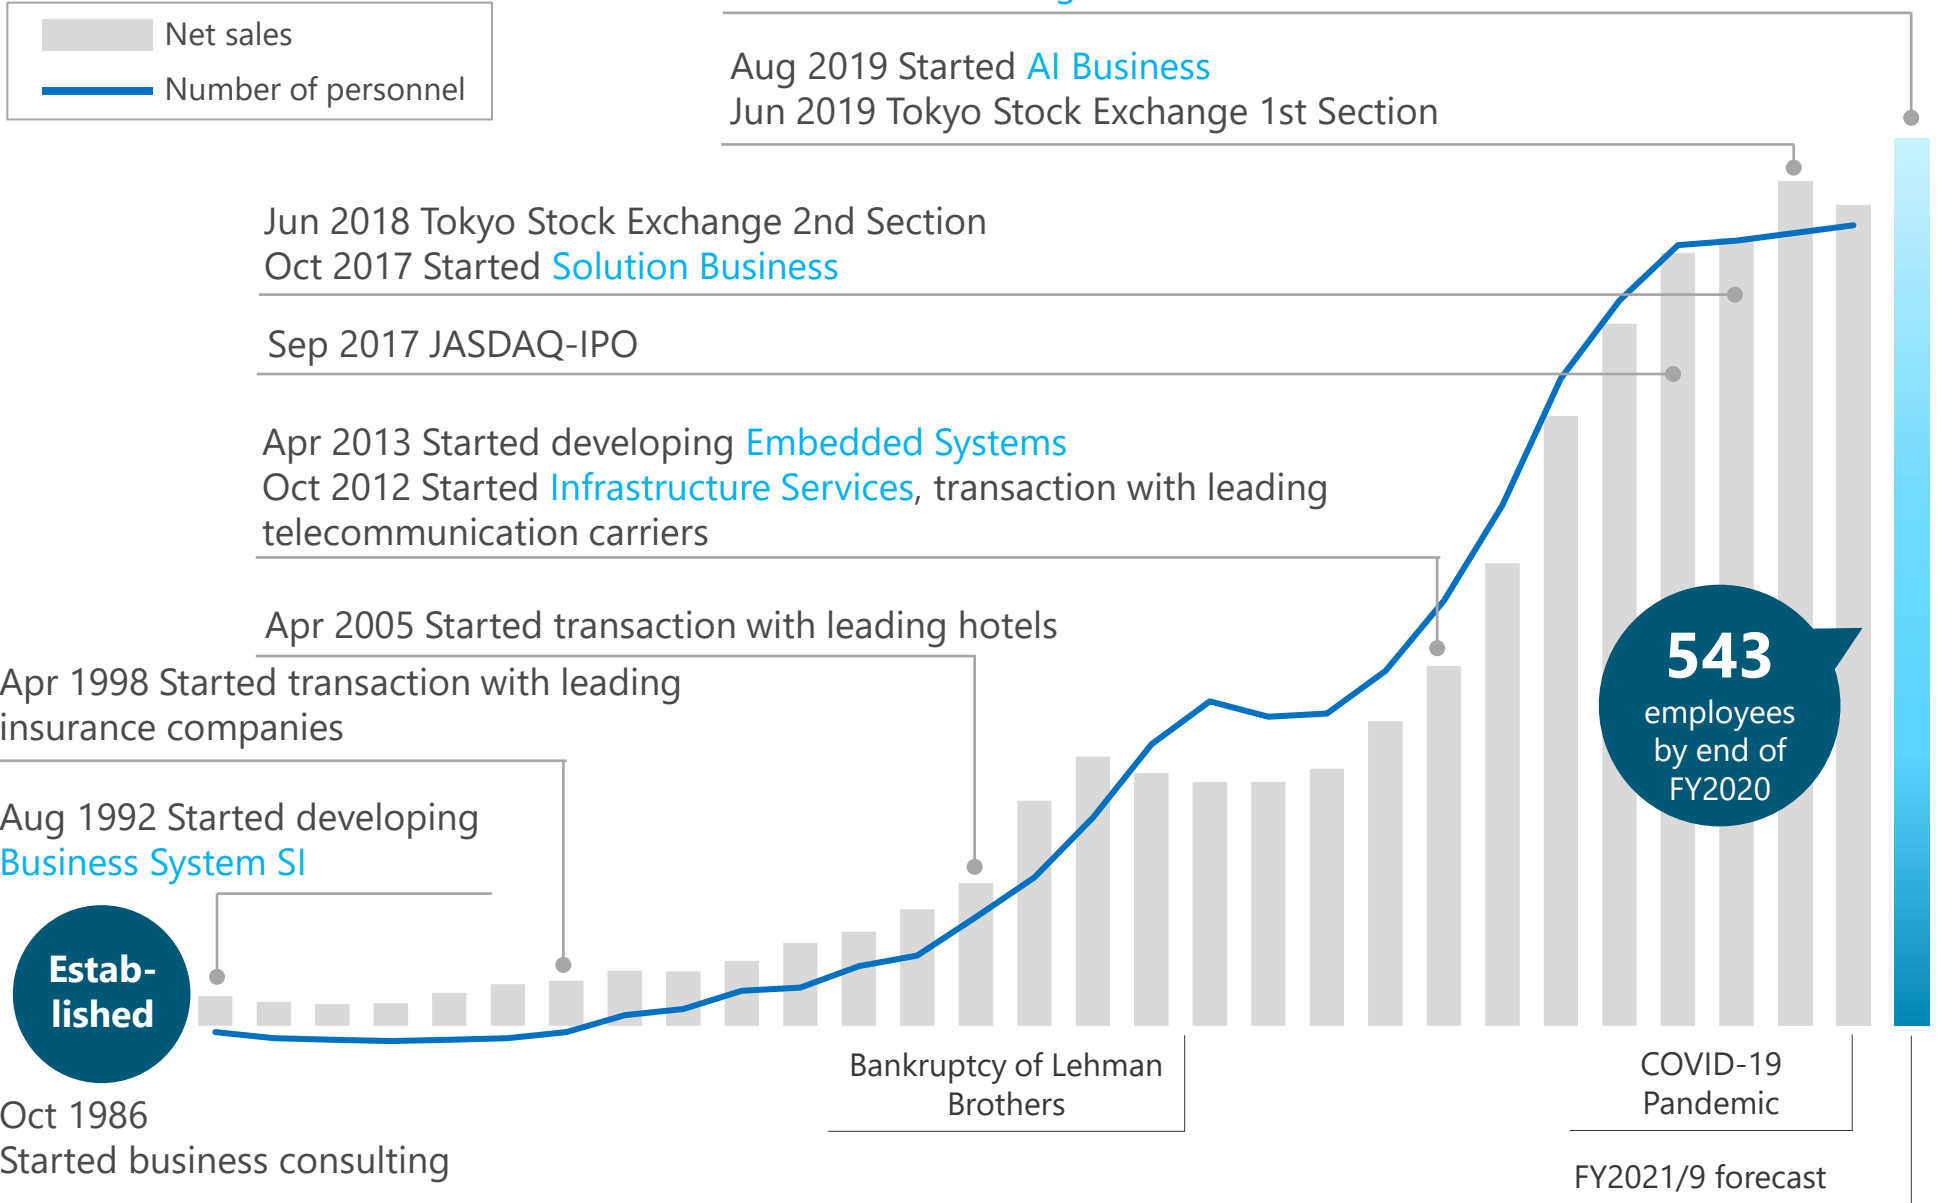 Net sales
Number of personnel
Aug 2019 Started AI Business
Jun 2019 Tokyo Stock Exchange 1st Section
Jun 2018 Tokyo Stock Exchange 2nd Section
Oct 2017 Started Solution Business
Sep 2017 JASDAQ-IPO
Apr 2013 Started developing Embedded Systems
Oct 2012 Started Infrastructure Services, transaction with leading
telecommunication carriers
Apr 2005 Started transaction with leading hotels
Apr 1998 Started transaction with leading
insurance companies
Aug 1992 Started developing
Business System SI
Estab-
lished
Oct 1986
Started business consulting
543
employees
by end of
FY2020
Bankruptcy of Lehman
Brothers
COVID-19
Pandemic
FY2021/9 forecast